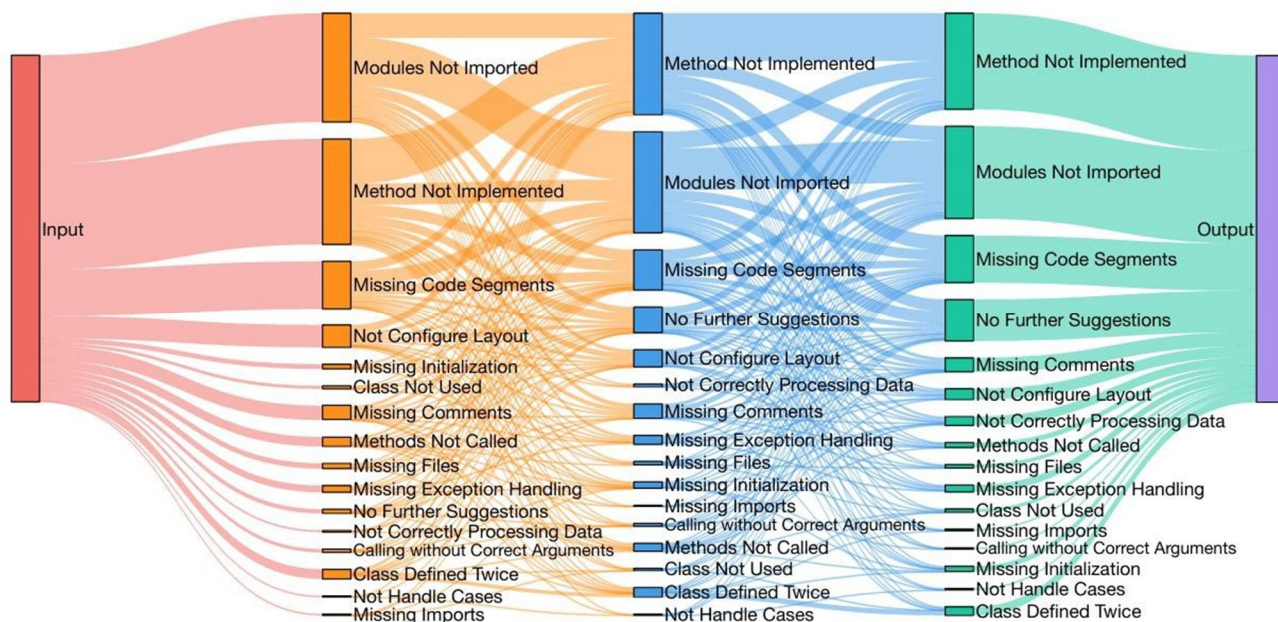 Input
Modules Not Imported
Method Not Implemented
Missing Code Segments
Not Configure Layout
Missing Initialization
Class Not Used
Missing Comments
Methods Not Called
Missing Files
Missing Exception Handling
No Further Suggestions
Not Correctly Processing Data
Calling without Correct Arguments
Class Defined Twice
Not Handle Cases
Missing Imports
Method Not Implemented
Modules Not Imported
Missing Code Segments
No Further Suggestions
Not Configure Layout
Not Correctly Processing Data
Missing Comments
Missing Exception Handling
Missing Files
Missing Initialization
Missing Imports
Calling without Correct Arguments
Methods Not Called
Class Not Used
Class Defined Twice
Not Handle Cases
Method Not Implemented
Modules Not Imported
Missing Code Segments
No Further Suggestions
Missing Comments
Not Configure Layout
Not Correctly Processing Data
Methods Not Called
Missing Files
Missing Exception Handling
Class Not Used
Missing Imports
Calling without Correct Arguments
Missing Initialization
Not Handle Cases
Class Defined Twice
Output